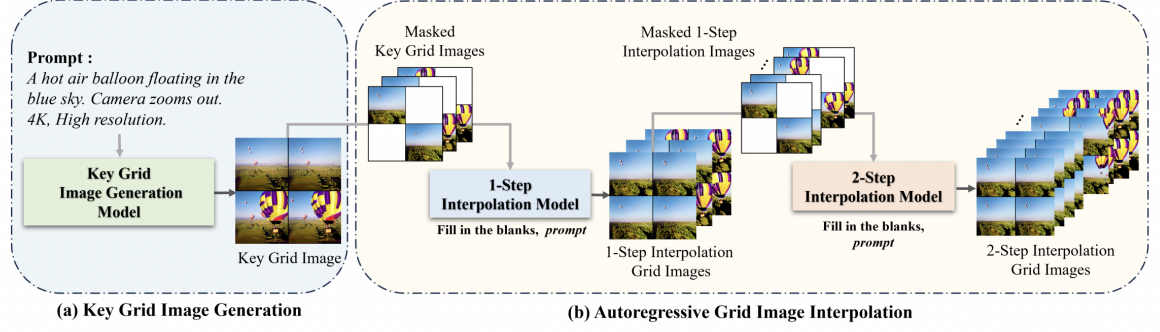 Prompt :
A hot air balloon floating in the
blue sky. Camera zooms out.
4K, High resolution.
Key Grid
Image Generation
Model
Key Grid Image
(a) Key Grid Image Generation
Masked
Key Grid Images
1-Step
Interpolation Model
Fill in the blanks, prompt
1-Step Interpolation
Grid Images
Masked 1-Step
Interpolation Images
2-Step
Interpolation Model
Fill in the blanks,
prompt
2-Step Interpolation
Grid Images
(b) Autoregressive Grid Image Interpolation